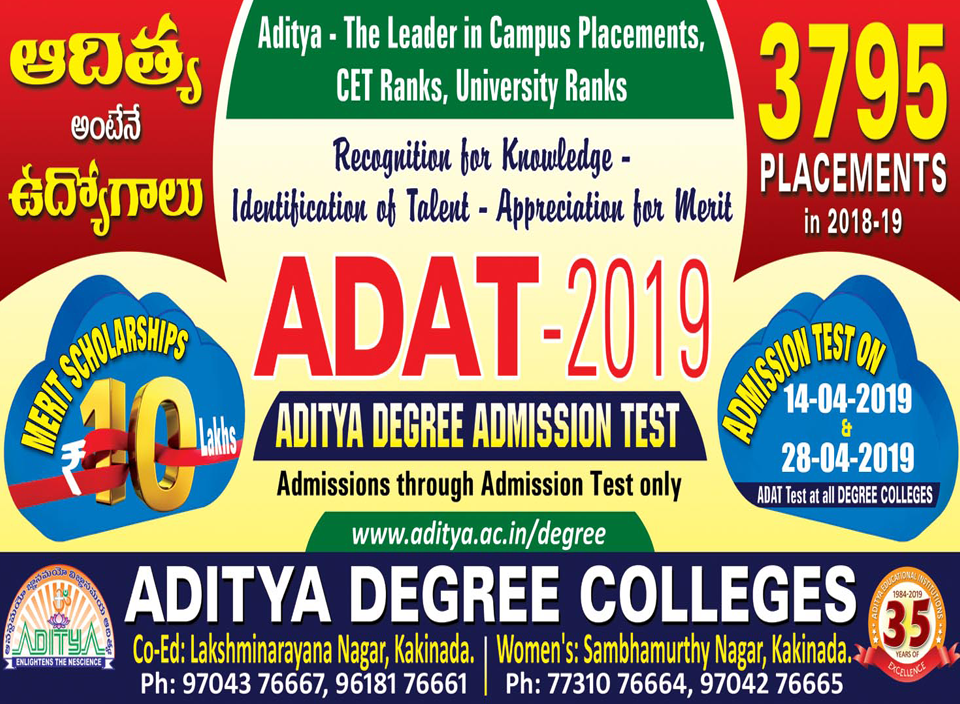 ఆదిత్య
అంటేనే
ఉద్యోగాలు
Aditya - The Leader in Campus Placements,
CET Ranks, University Ranks
3795
PLACEMENTS
in 2018-19
Recognition for Knowledge -
Identification of Talent - Appreciation for Merit
ADAT-2019
MERIT SCHOLARSHIPS
₹10 Lakhs
ADITYA DEGREE ADMISSION TEST
Admissions through Admission Test only
ADMISSION TEST ON
14-04-2019
&
28-04-2019
ADAT Test at all DEGREE COLLEGES
www.aditya.ac.in/degree
ADITYA
ENLIGHTENS THE NESCIENCE
ADITYA DEGREE COLLEGES
Co-Ed: Lakshminarayana Nagar, Kakinada. | Women's: Sambhamurthy Nagar, Kakinada.
Ph: 97043 76667, 96181 76661 | Ph: 77310 76664, 97042 76665
ADITYA EDUCATIONAL INSTITUTIONS
1984-2019
35
YEARS OF
EXCELLENCE